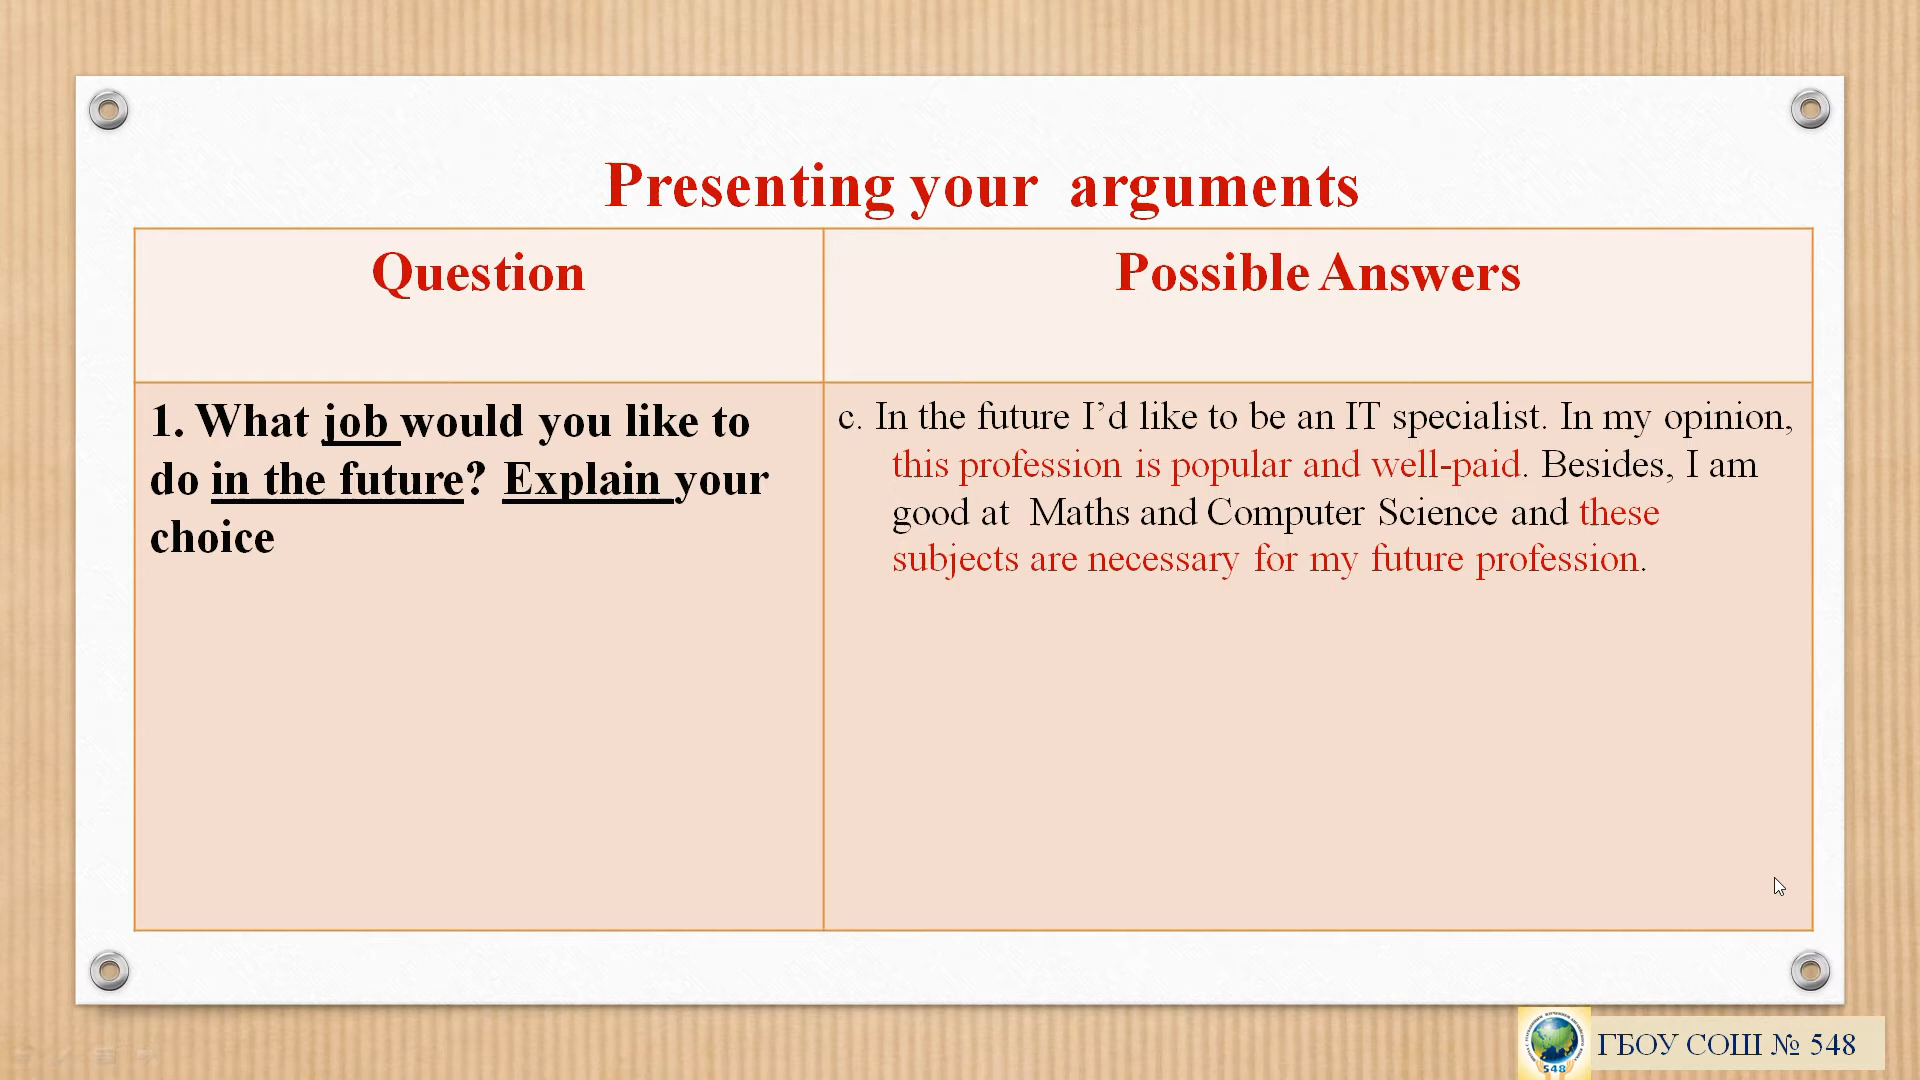 Presenting your arguments
Question
Possible Answers
1. What job would you like to
do in the future? Explain your
choice
c. In the future I’d like to be an IT specialist. In my opinion,
this profession is popular and well-paid. Besides, I am
good at Maths and Computer Science and these
subjects are necessary for my future profession.
548
ГБОУ СОШ № 548